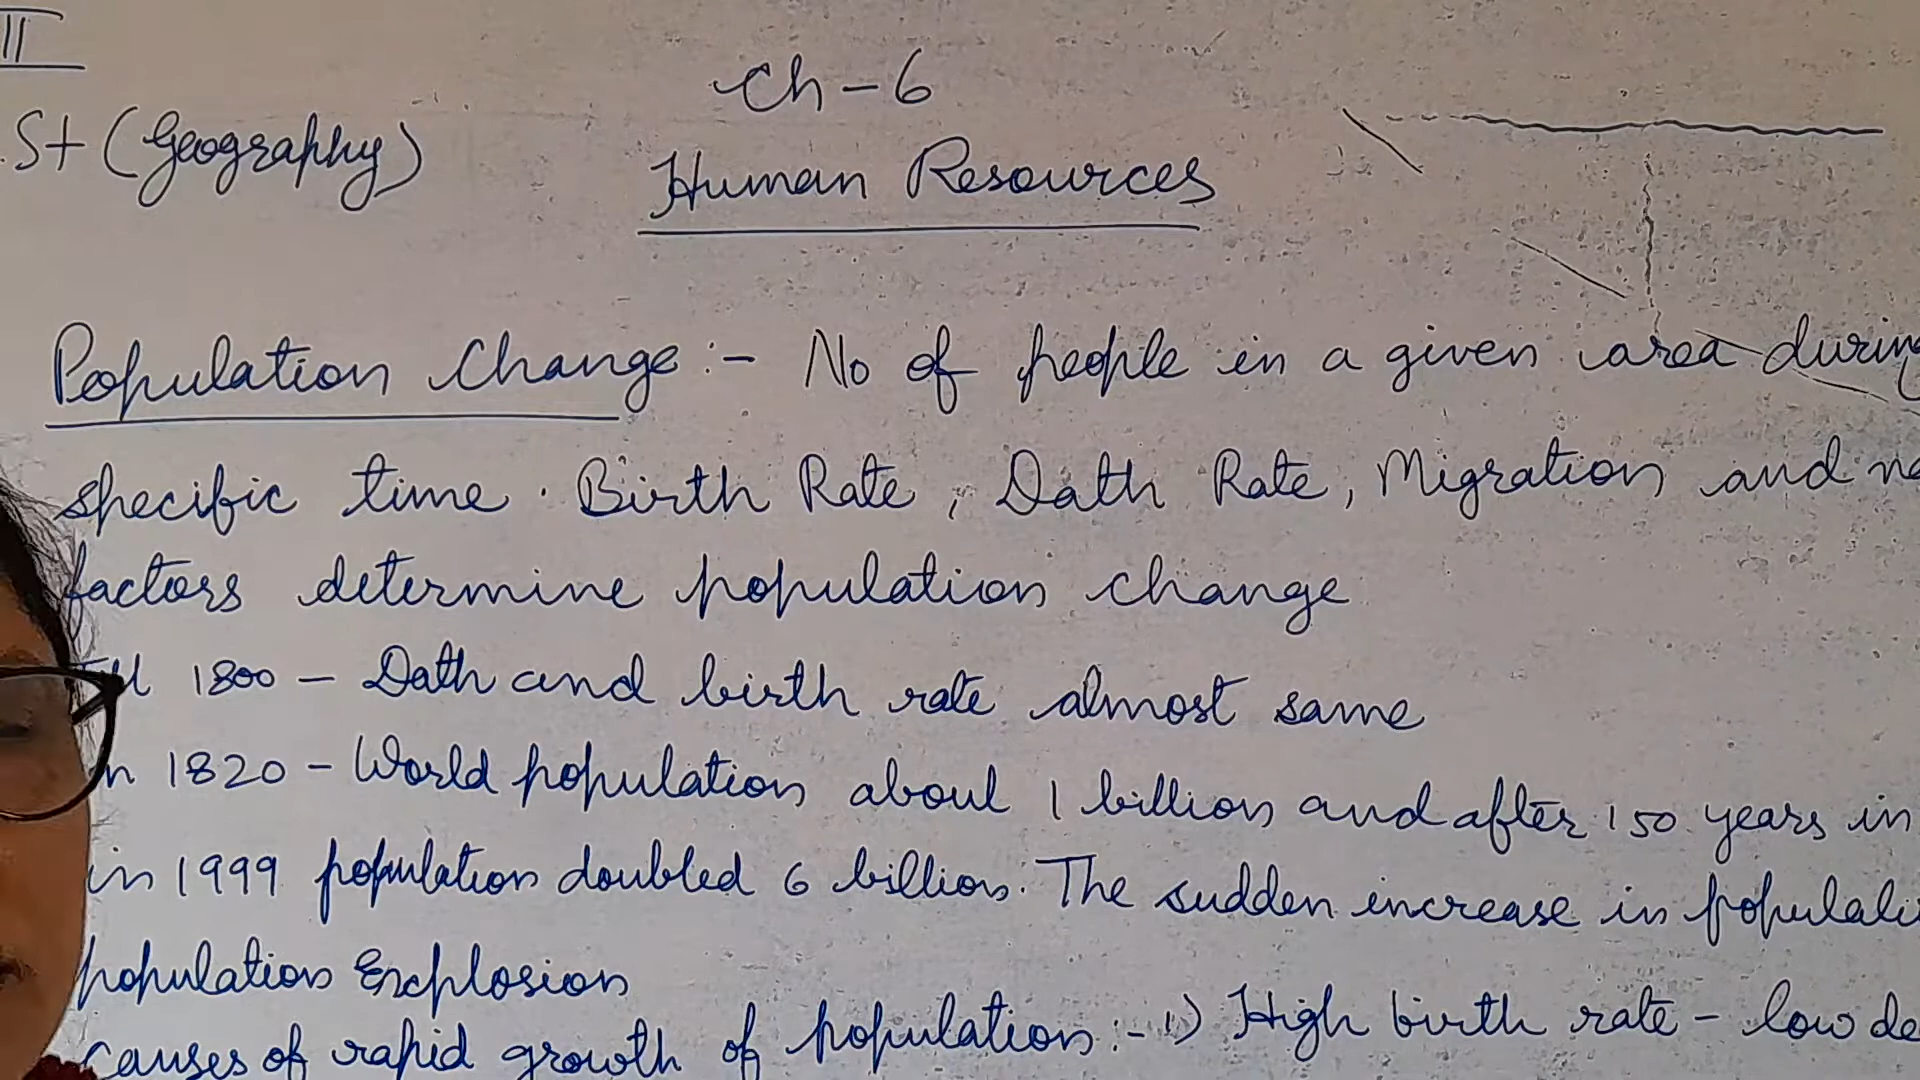 II
Ch - 6
S.St (Geography)
Human Resources
Population Change :- No of people in a given area during
specific time. Birth Rate, Dath Rate, Migration and
factors determine population change
1800 - Dath and birth rate almost same
1820 - World population about 1 billion and after 150 years in
in 1999 population doubled 6 billion. The sudden increase in
population Explosion
causes of rapid growth of population :- 1) High birth rate - low